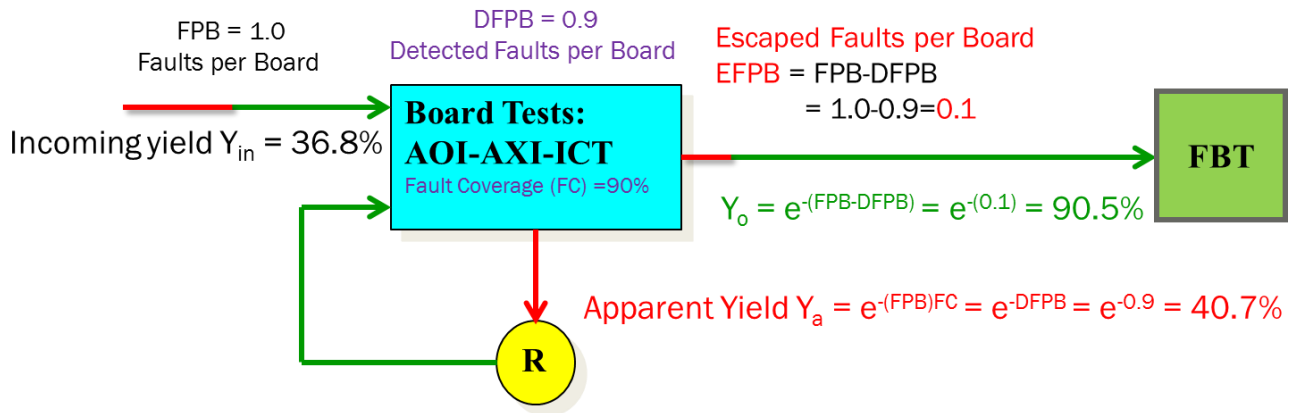 FPB = 1.0
Faults per Board
DFPB = 0.9
Detected Faults per Board
Escaped Faults per Board
EFPB = FPB-DFPB
= 1.0-0.9=0.1
Incoming yield Yin = 36.8%
Board Tests:
AOI-AXI-ICT
Fault Coverage (FC) =90%
FBT
Yo = e-(FPB-DFPB) = e-(0.1) = 90.5%
Apparent Yield Ya = e-(FPB)FC = e-DFPB = e-0.9 = 40.7%
R